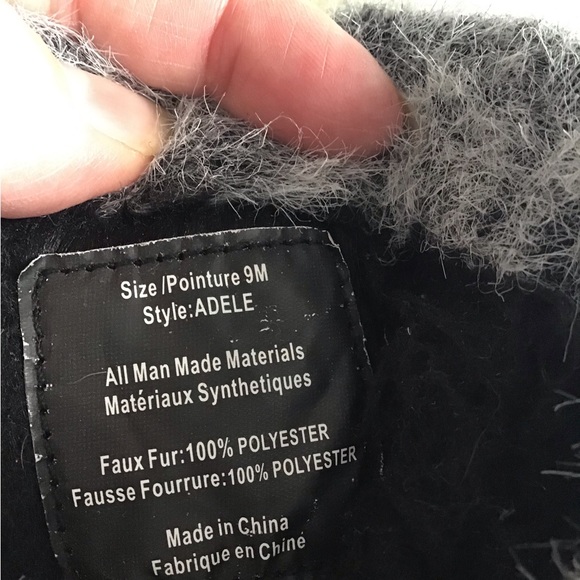 Size /Pointure 9M
Style:ADELE
All Man Made Materials
Matériaux Synthetiques
Faux Fur:100% POLYESTER
Fausse Fourrure:100% POLYESTER
Made in China
Fabrique en Chine